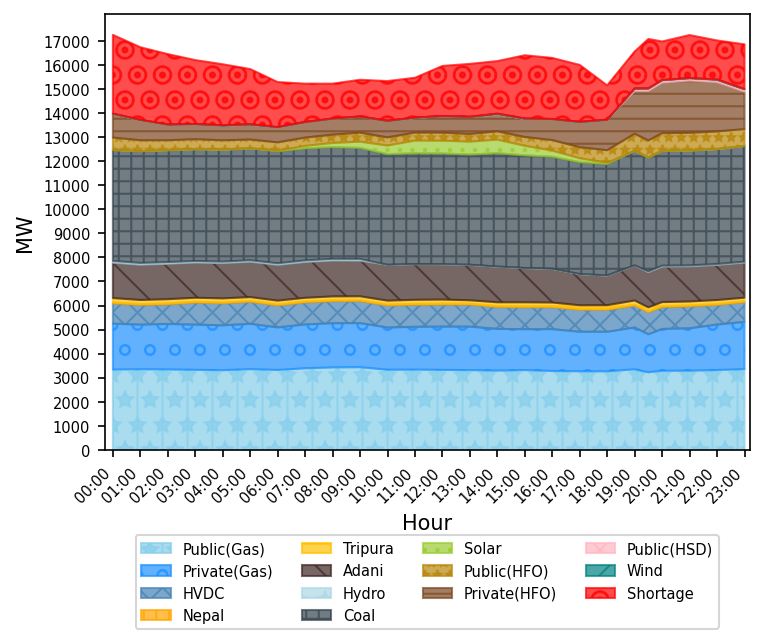 17000
16000
15000
14000
13000
12000
11000
10000
9000
8000
7000
6000
5000
4000
3000
2000
1000
0
MW
00:00 01:00 02:00 03:00 04:00 05:00 06:00 07:00 08:00 09:00 10:00 11:00 12:00 13:00 14:00 15:00 16:00 17:00 18:00 19:00 20:00 21:00 22:00 23:00
Hour
Public(Gas) Tripura Solar Public(HSD)
Private(Gas) Adani Public(HFO) Wind
HVDC Hydro Private(HFO) Shortage
Nepal Coal